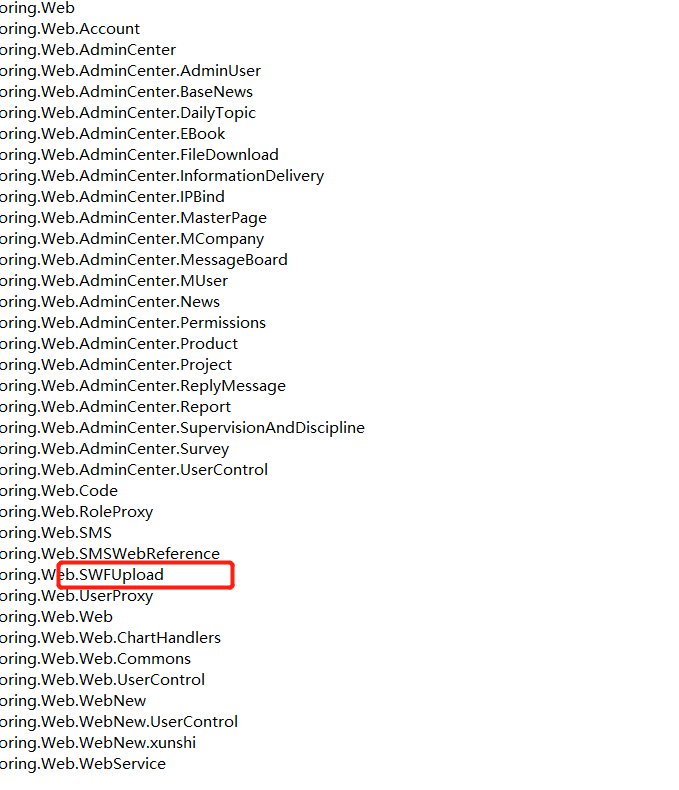 oring.Web
oring.Web.Account
oring.Web.AdminCenter
oring.Web.AdminCenter.AdminUser
oring.Web.AdminCenter.BaseNews
oring.Web.AdminCenter.DailyTopic
oring.Web.AdminCenter.EBook
oring.Web.AdminCenter.FileDownload
oring.Web.AdminCenter.InformationDelivery
oring.Web.AdminCenter.IPBind
oring.Web.AdminCenter.MasterPage
oring.Web.AdminCenter.MCompany
oring.Web.AdminCenter.MessageBoard
oring.Web.AdminCenter.MUser
oring.Web.AdminCenter.News
oring.Web.AdminCenter.Permissions
oring.Web.AdminCenter.Product
oring.Web.AdminCenter.Project
oring.Web.AdminCenter.ReplyMessage
oring.Web.AdminCenter.Report
oring.Web.AdminCenter.SupervisionAndDiscipline
oring.Web.AdminCenter.Survey
oring.Web.AdminCenter.UserControl
oring.Web.Code
oring.Web.RoleProxy
oring.Web.SMS
oring.Web.SMSWebReference
oring.Web.SWFUpload
oring.Web.UserProxy
oring.Web.Web
oring.Web.Web.ChartHandlers
oring.Web.Web.Commons
oring.Web.Web.UserControl
oring.Web.WebNew
oring.Web.WebNew.UserControl
oring.Web.WebNew.xunshi
oring.Web.WebService